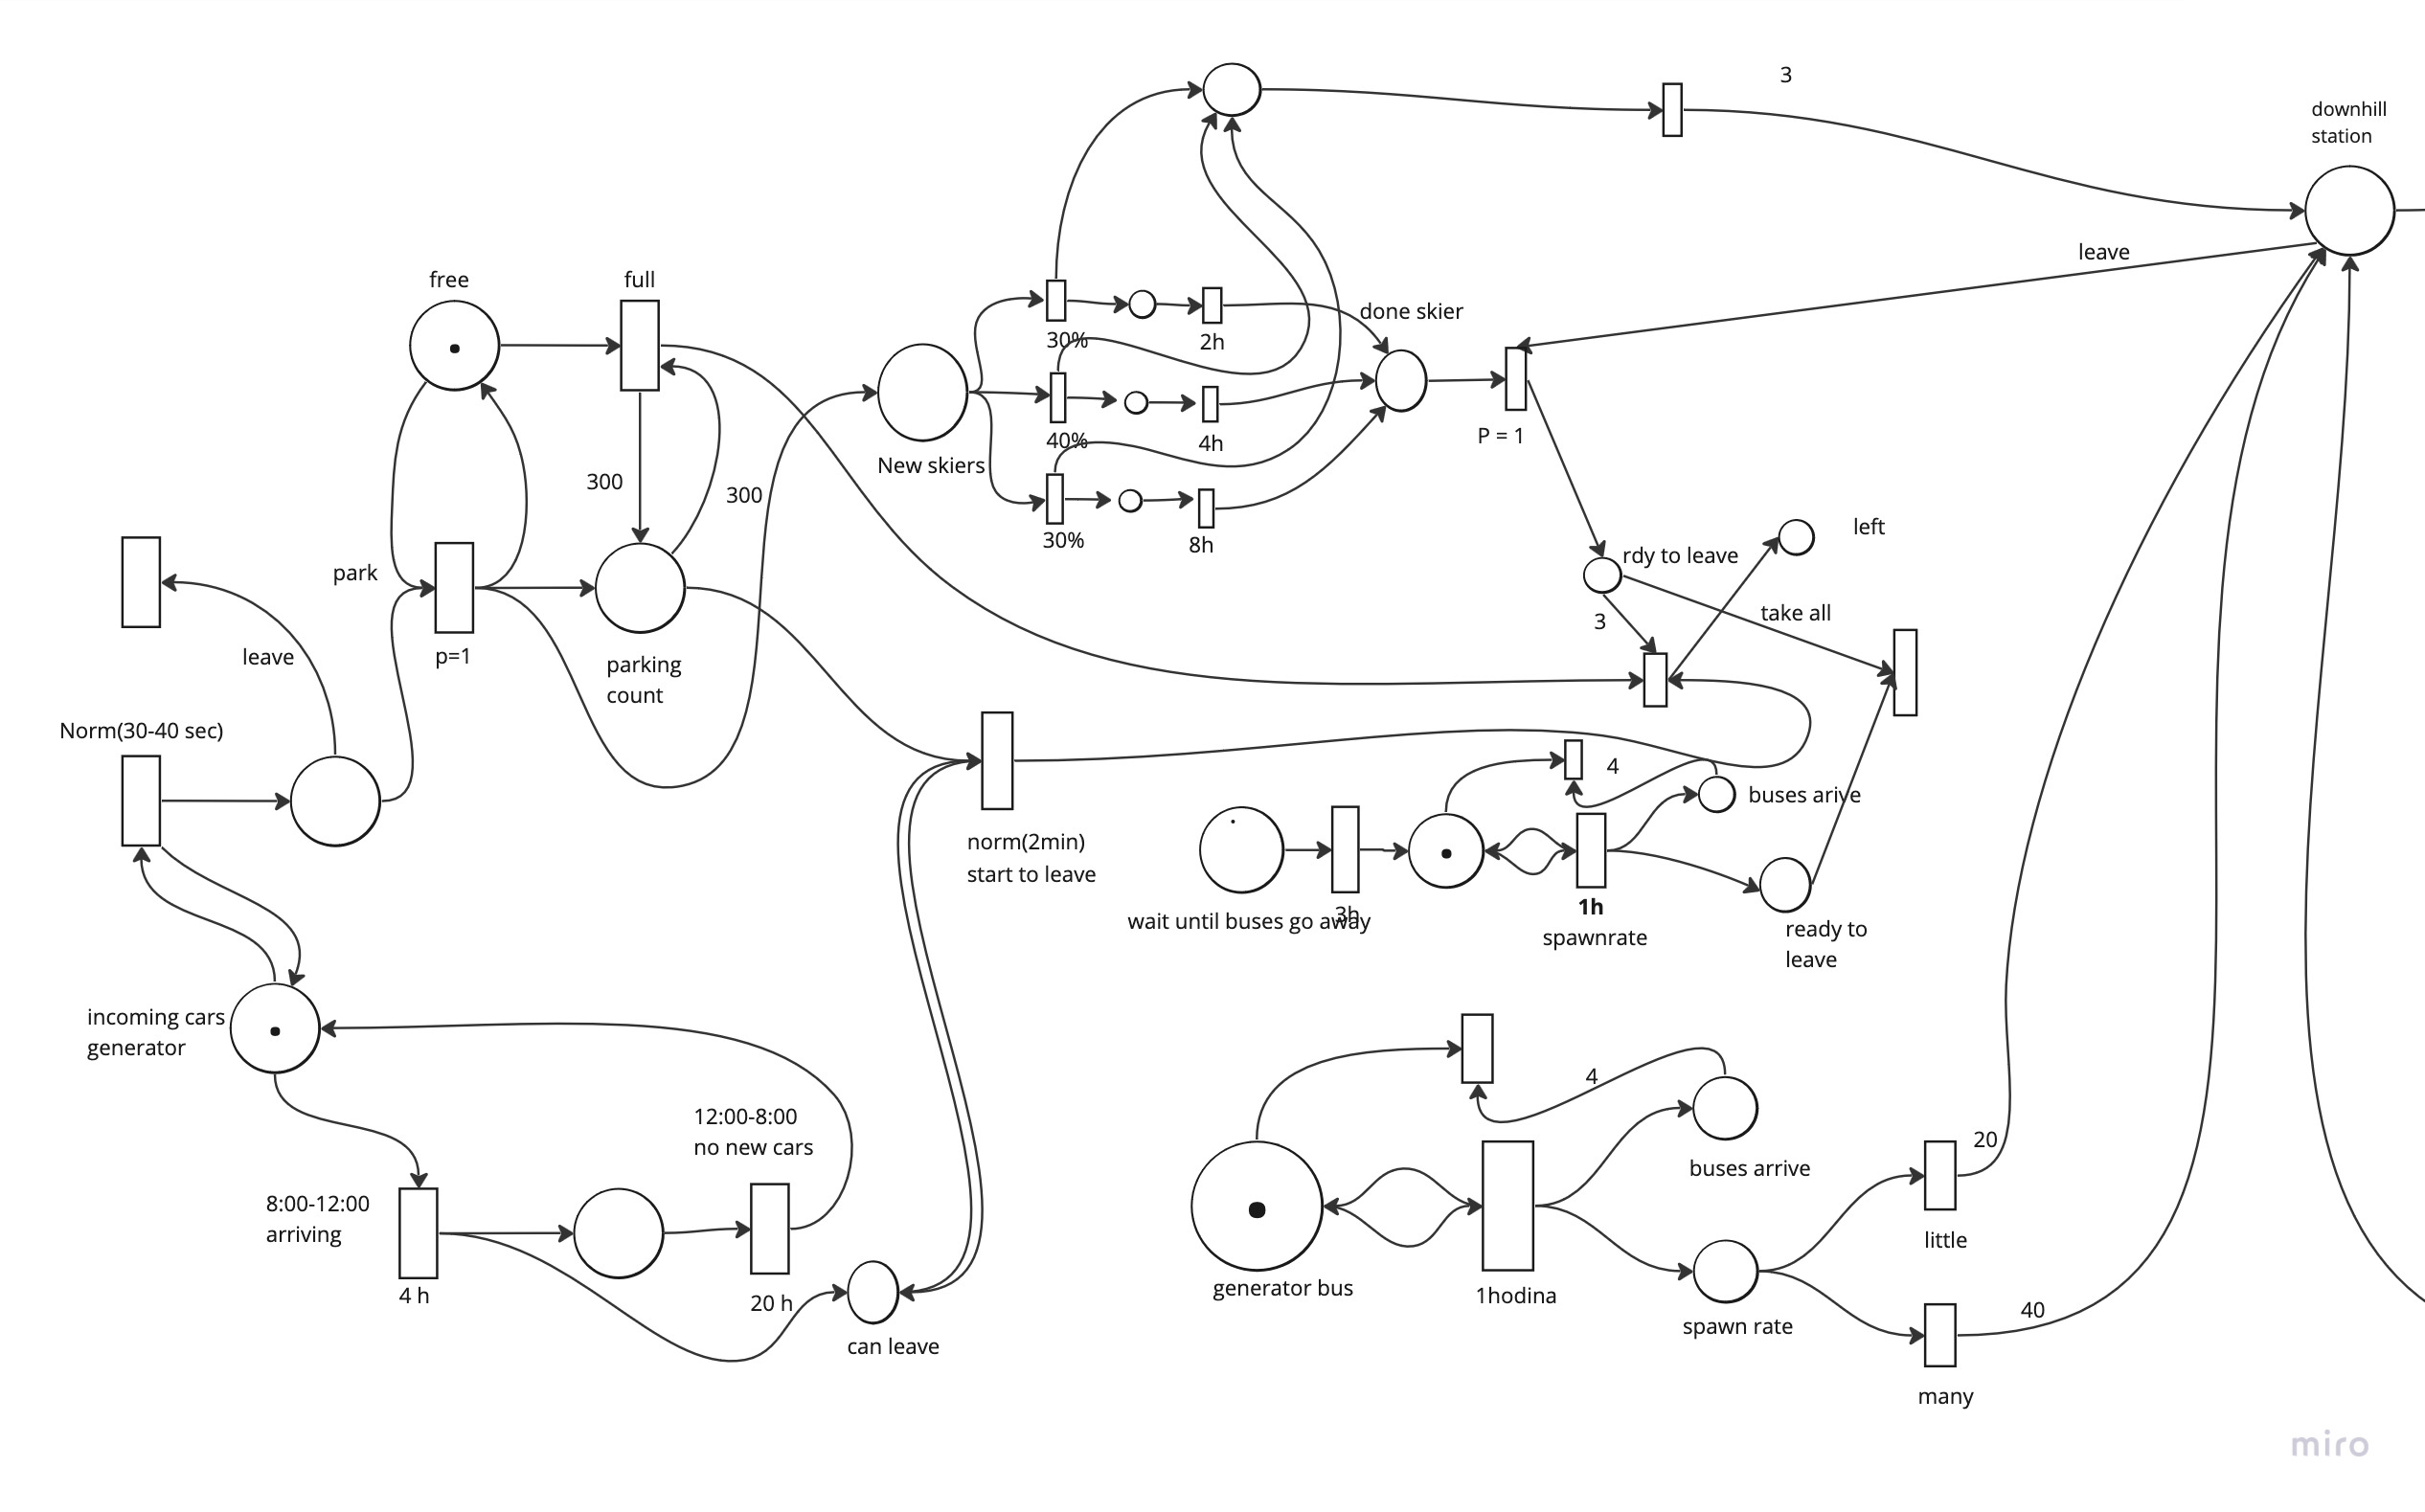 3
downhill
station
leave
free
full
done skier
30%
2h
40%
4h
P = 1
New skiers
300
300
30%
8h
left
rdy to leave
park
3
take all
p=1
leave
parking
count
Norm(30-40 sec)
4
buses arive
norm(2min)
start to leave
wait until buses go away
3h
1h
spawnrate
ready to
leave
incoming cars
generator
12:00-8:00
no new cars
4
20
buses arrive
8:00-12:00
arriving
little
generator bus
1hodina
4 h
20 h
can leave
spawn rate
40
many
miro